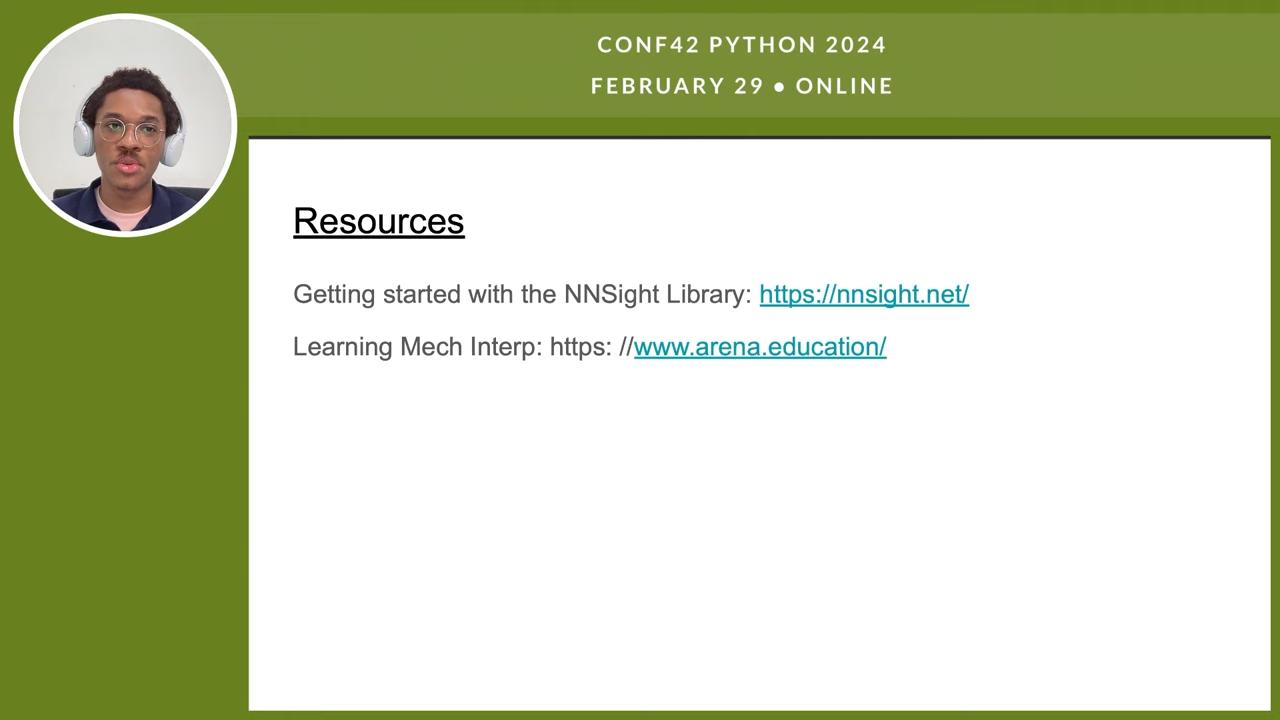 CONF42 PYTHON 2024
FEBRUARY 29 ● ONLINE
Resources
Getting started with the NNSight Library: https://nnsight.net/
Learning Mech Interp: https: //www.arena.education/